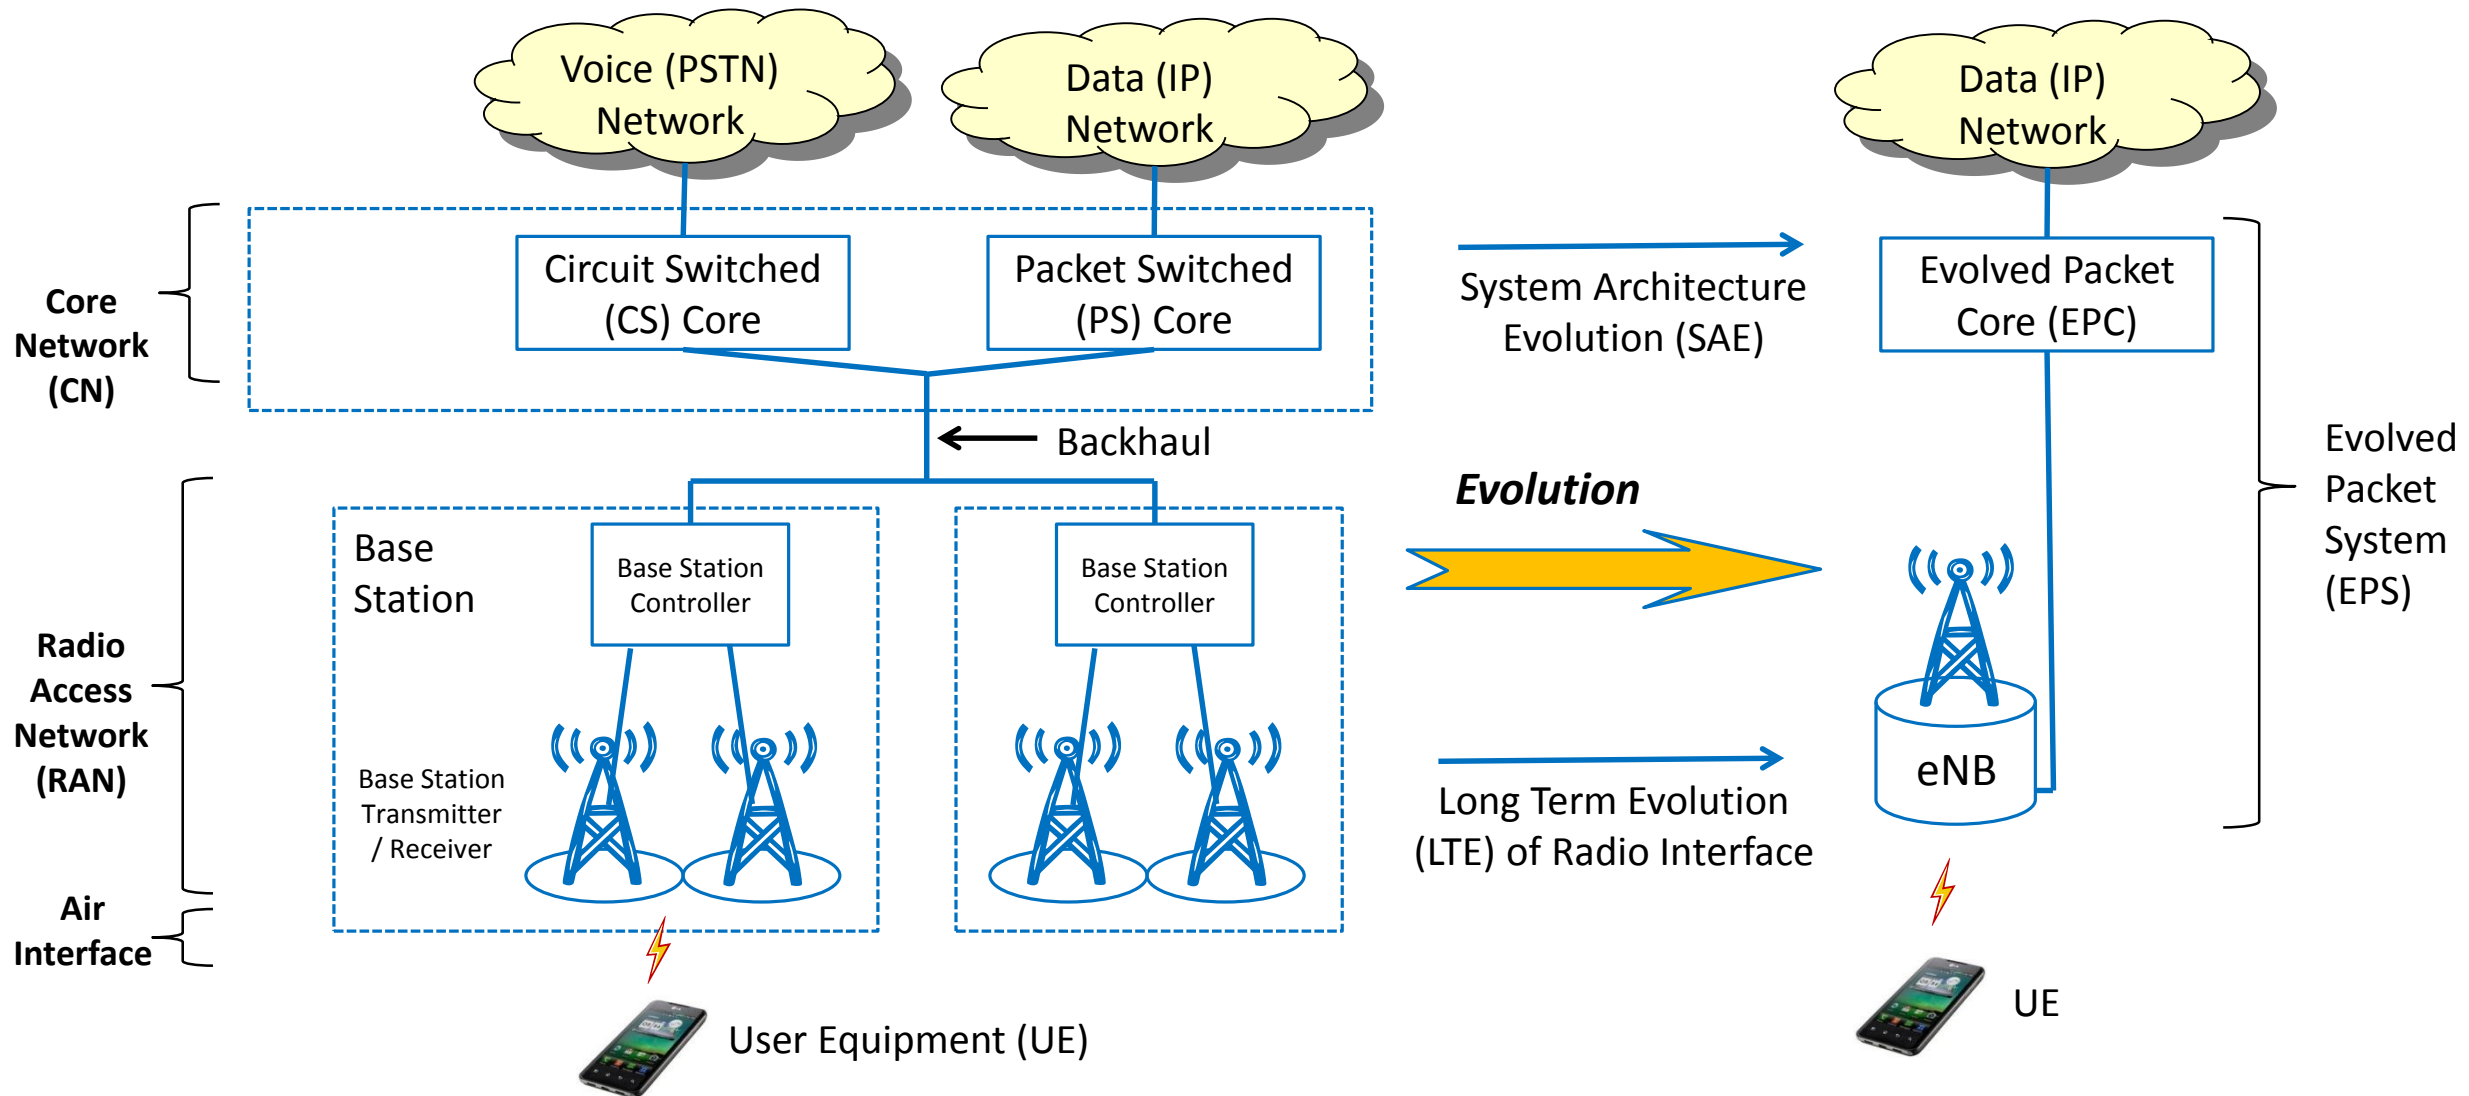 Voice (PSTN)
Network
Data (IP)
Network
Data (IP)
Network
Core
Network
(CN)
Circuit Switched
(CS) Core
Packet Switched
(PS) Core
System Architecture
Evolution (SAE)
Evolved Packet
Core (EPC)
Backhaul
Evolution
Evolved
Packet
System
(EPS)
Radio
Access
Network
(RAN)
Base
Station
Base Station
Controller
Base Station
Controller
Base Station
Transmitter
/ Receiver
Long Term Evolution
(LTE) of Radio Interface
eNB
Air
Interface
User Equipment (UE)
UE